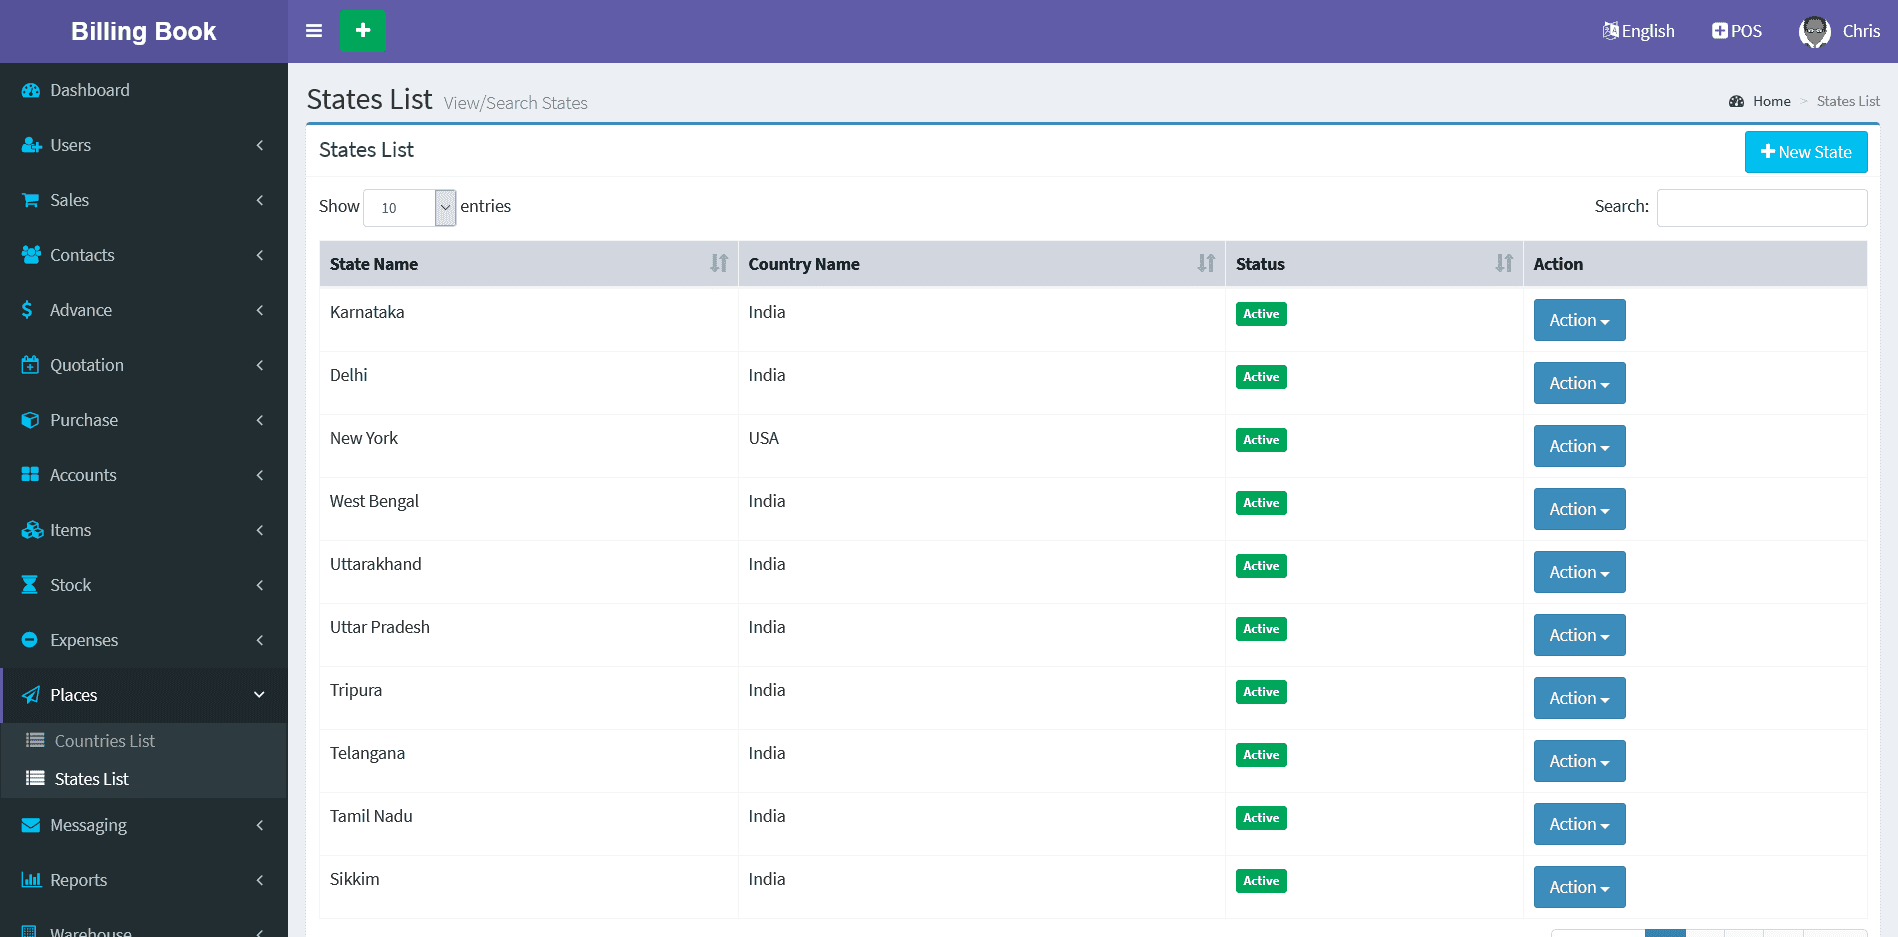 Billing Book
English
POS
Chris
Dashboard
Users
Sales
Contacts
Advance
Quotation
Purchase
Accounts
Items
Stock
Expenses
Places
Countries List
States List
Messaging
Reports
Warehouse
States List View/Search States
Home > States List
States List
New State
Show 10 entries
Search:
State Name Country Name Status Action
Karnataka India Active Action
Delhi India Active Action
New York USA Active Action
West Bengal India Active Action
Uttarakhand India Active Action
Uttar Pradesh India Active Action
Tripura India Active Action
Telangana India Active Action
Tamil Nadu India Active Action
Sikkim India Active Action